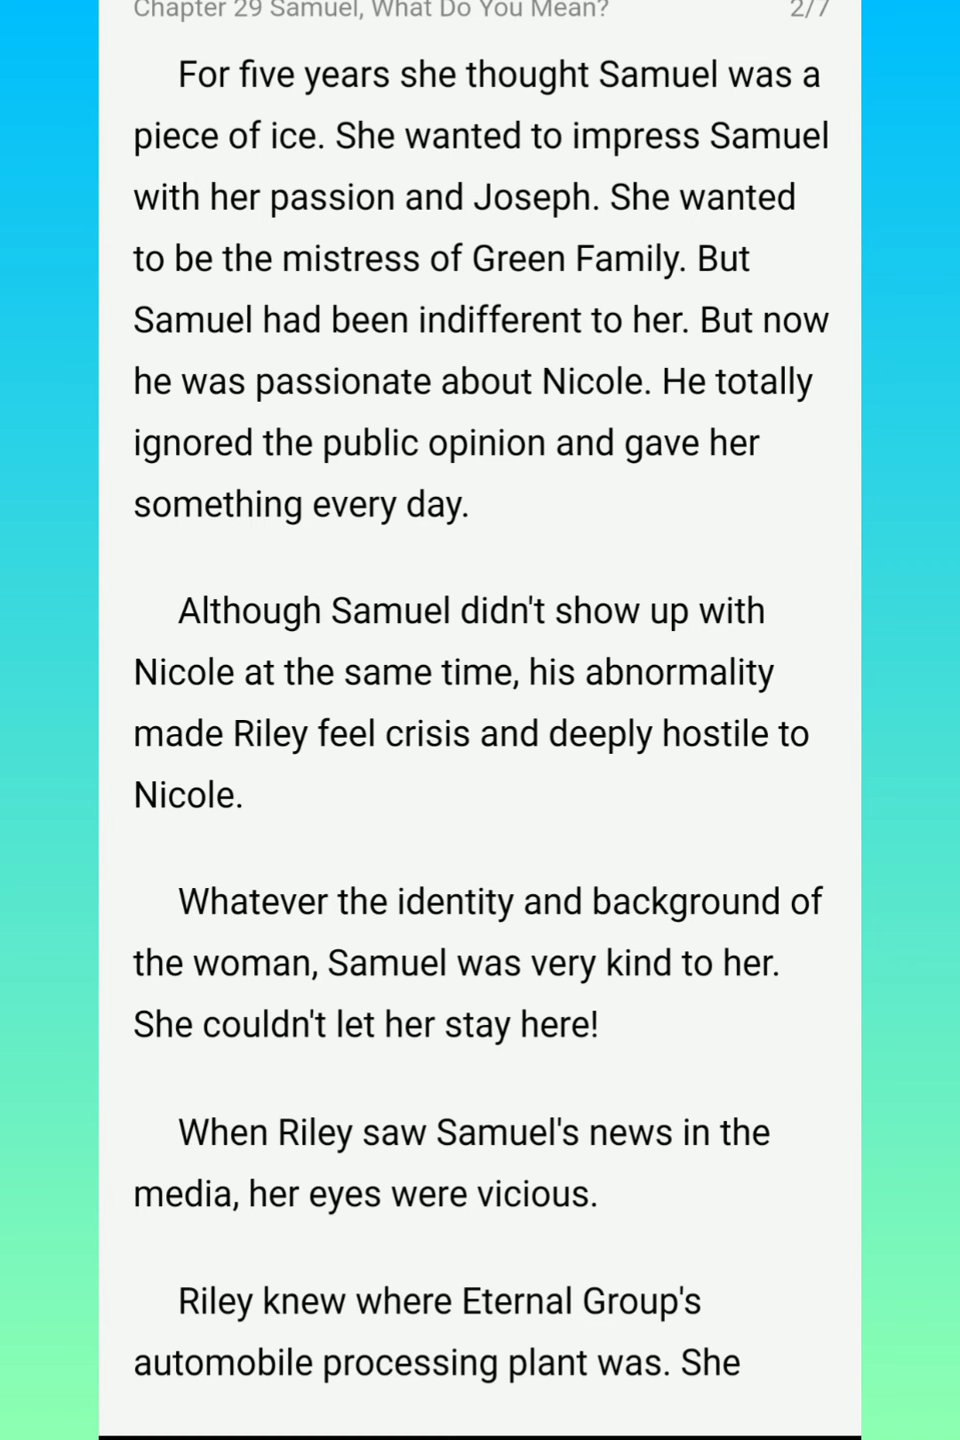 Chapter 29 Samuel, What Do You Mean? 2/7
For five years she thought Samuel was a
piece of ice. She wanted to impress Samuel
with her passion and Joseph. She wanted
to be the mistress of Green Family. But
Samuel had been indifferent to her. But now
he was passionate about Nicole. He totally
ignored the public opinion and gave her
something every day.
Although Samuel didn't show up with
Nicole at the same time, his abnormality
made Riley feel crisis and deeply hostile to
Nicole.
Whatever the identity and background of
the woman, Samuel was very kind to her.
She couldn't let her stay here!
When Riley saw Samuel's news in the
media, her eyes were vicious.
Riley knew where Eternal Group's
automobile processing plant was. She